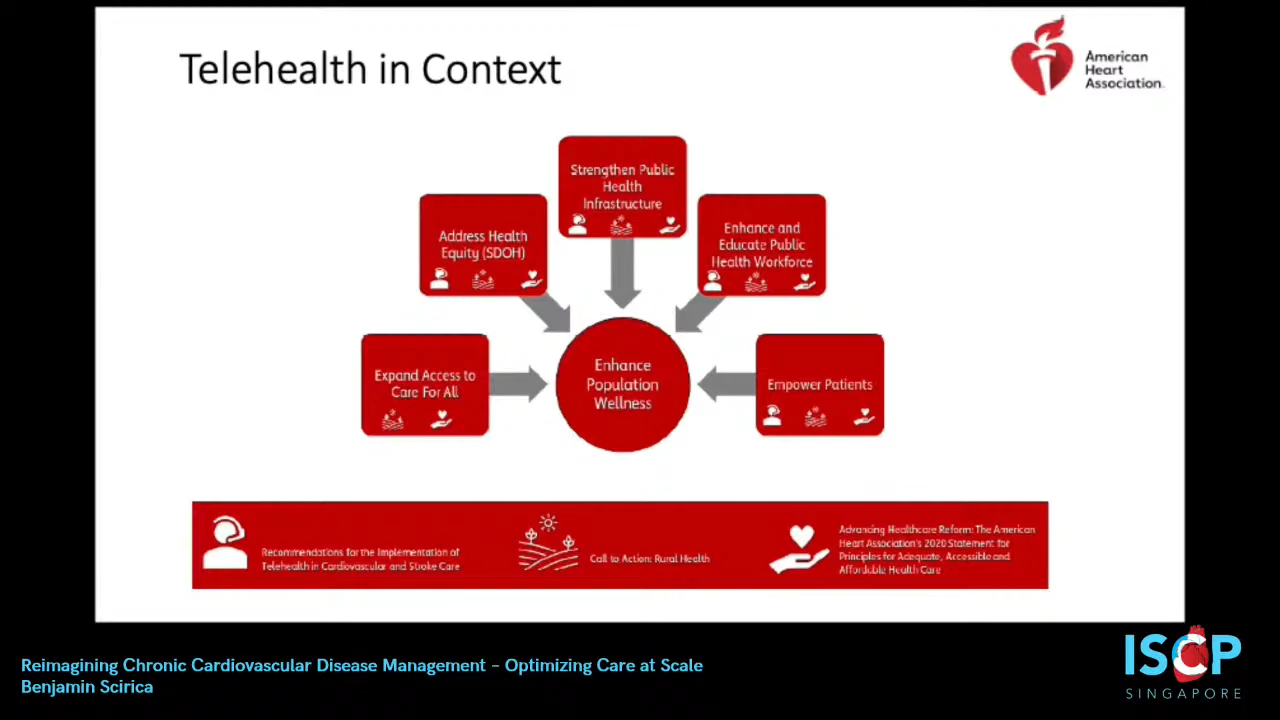 Telehealth in Context
American
Heart
Association.
Strengthen Public
Health
Infrastructure
Address Health
Equity (SDOH)
Enhance and
Educate Public
Health Workforce
Expand Access to
Care For All
Enhance
Population
Wellness
Empower Patients
Recommendations for the Implementation of
Telehealth in Cardiovascular and Stroke Care
Call to Action: Rural Health
Advancing Healthcare Reform: The American
Heart Association's 2020 Statement for
Principles for Adequate, Accessible and
Affordable Health Care
Reimagining Chronic Cardiovascular Disease Management – Optimizing Care at Scale
Benjamin Scirica
ISCP
SINGAPORE